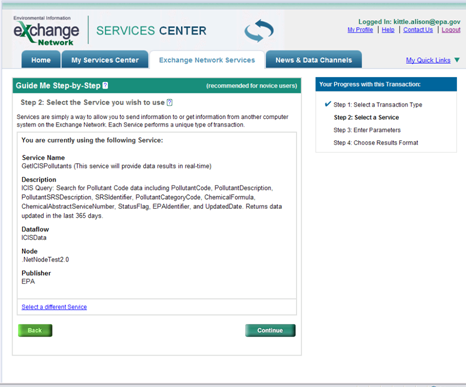 Environmental Information
eXchange
Network
SERVICES CENTER
Logged In: kittle.alison@epa.gov
My Profile | Help | Contact Us | Logout
Home
My Services Center
Exchange Network Services
News & Data Channels
My Quick Links
Guide Me Step-by-Step ?
(recommended for novice users)
Step 2: Select the Service you wish to use ?
Services are simply a way to allow you to send information to or get information from another computer
system on the Exchange Network. Each Service performs a unique type of transaction.
You are currently using the following Service:
Service Name
GetICISPollutants (This service will provide data results in real-time)
Description
ICIS Query: Search for Pollutant Code data including PollutantCode, PollutantDescription,
PollutantSRSDescription, SRSIdentifier, PollutantCategoryCode, ChemicalFormula,
ChemicalAbstractServiceNumber, StatusFlag, EPAIdentifier, and UpdatedDate. Returns data
updated in the last 365 days.
Dataflow
ICISData
Node
.NetNodeTest2.0
Publisher
EPA
Select a different Service
Back
Continue
Your Progress with this Transaction:
Step 1: Select a Transaction Type
Step 2: Select a Service
Step 3: Enter Parameters
Step 4: Choose Results Format